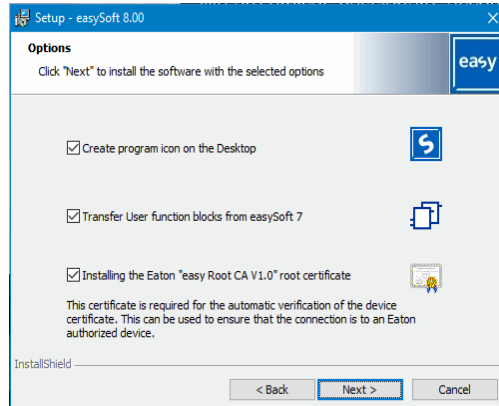 Setup - easySoft 8.00
Options
Click "Next" to install the software with the selected options
easy
Create program icon on the Desktop
S
Transfer User function blocks from easySoft 7
Installing the Eaton "easy Root CA V1.0" root certificate
This certificate is required for the automatic verification of the device
certificate. This can be used to ensure that the connection is to an Eaton
authorized device.
InstallShield
< Back
Next >
Cancel